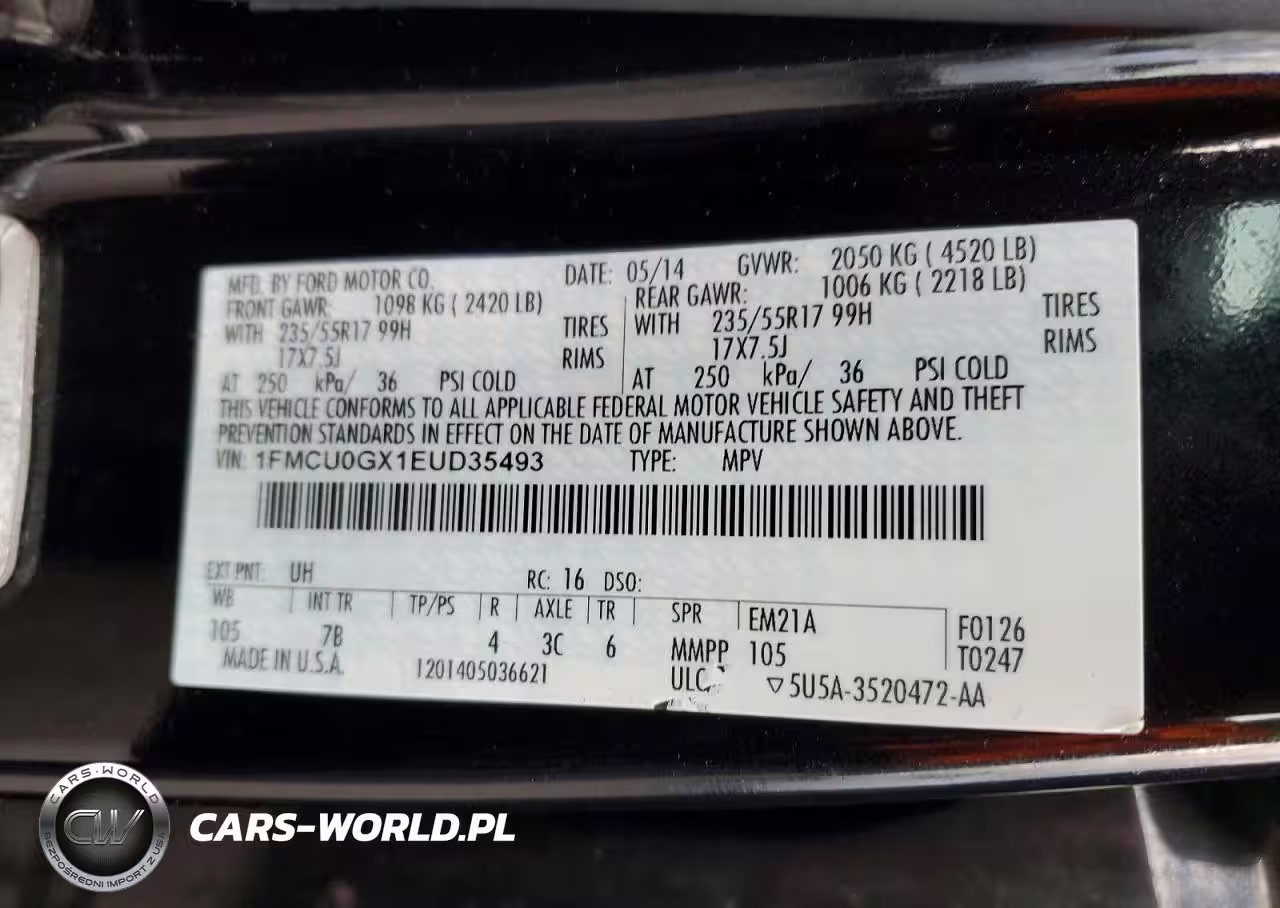 MFD. BY FORD MOTOR CO. DATE: 05/14 GVWR: 2050 KG ( 4520 LB)
FRONT GAWR: 1098 KG ( 2420 LB) REAR GAWR: 1006 KG ( 2218 LB)
WITH 235/55R17 99H TIRES WITH 235/55R17 99H TIRES
17X7.5J RIMS 17X7.5J RIMS
AT 250 kPa/ 36 PSI COLD AT 250 kPa/ 36 PSI COLD
THIS VEHICLE CONFORMS TO ALL APPLICABLE FEDERAL MOTOR VEHICLE SAFETY AND THEFT
PREVENTION STANDARDS IN EFFECT ON THE DATE OF MANUFACTURE SHOWN ABOVE.
VIN: 1FMCU0GX1EUD35493 TYPE: MPV
EXT PNT: UH RC: 16 DSO:
WB INT TR TP/PS R AXLE TR SPR EM21A F0126
105 7B 4 3C 6 MMPP 105 T0247
MADE IN U.S.A. 1201405036621 ULC 5U5A-3520472-AA
CARS-WORLD
CW
BEZPOŚREDNI IMPORT Z USA
CARS-WORLD.PL